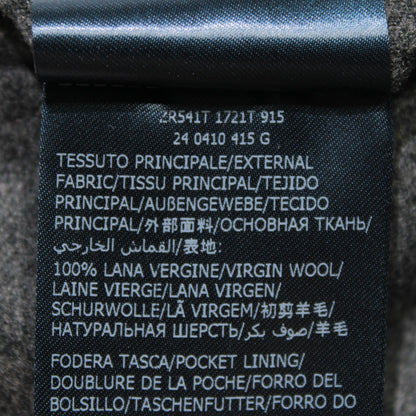 ZR541T 1721T 915
24 0410 415 G
TESSUTO PRINCIPALE/EXTERNAL
FABRIC/TISSU PRINCIPAL/TEJIDO
PRINCIPAL/AUßENGEWEBE/TECIDO
PRINCIPAL/外部面料/ОСНОВНАЯ ТКАНЬ/
القماش الخارجي/表地:
100% LANA VERGINE/VIRGIN WOOL/
LAINE VIERGE/LANA VIRGEN/
SCHURWOLLE/LÃ VIRGEM/初剪羊毛/
НАТУРАЛЬНАЯ ШЕРСТЬ/صوف بكر/羊毛
FODERA TASCA/POCKET LINING/
DOUBLURE DE LA POCHE/FORRO DEL
BOLSILLO/TASCHENFUTTER/FORRO DO